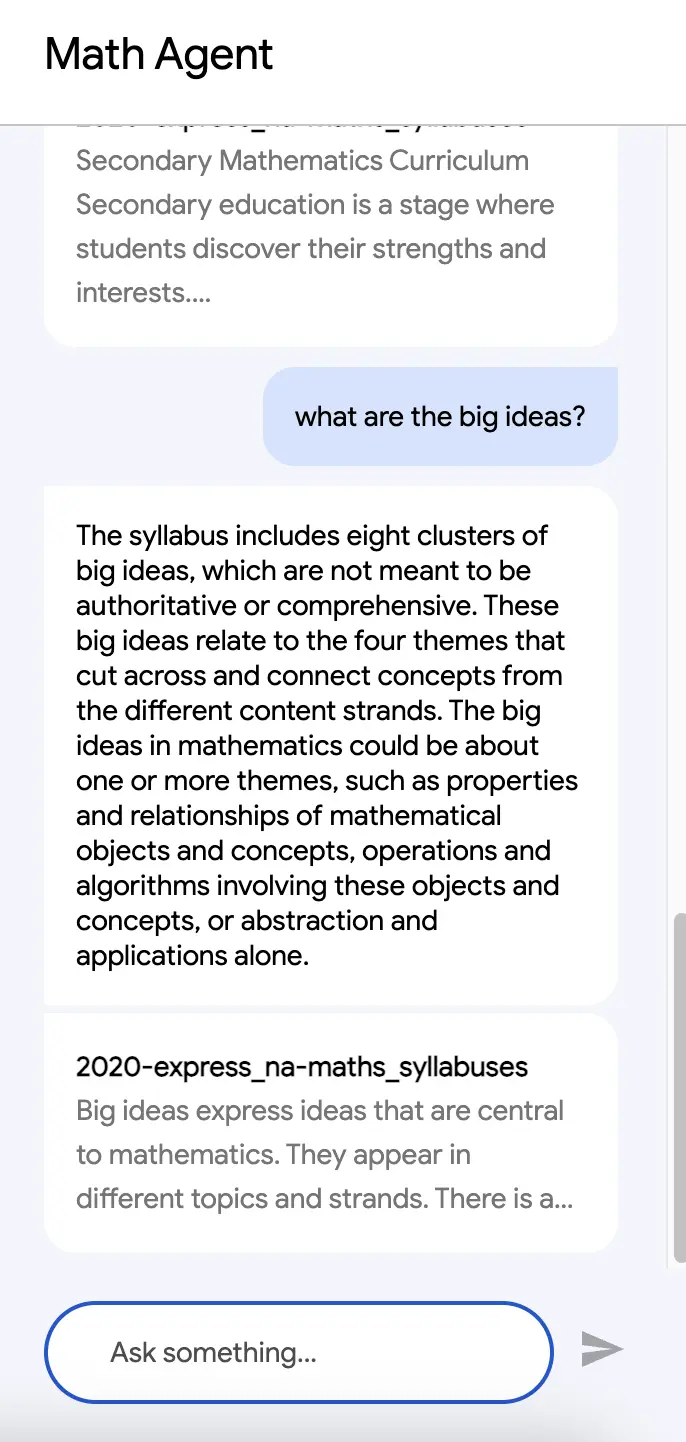 Math Agent
Secondary Mathematics Curriculum
Secondary education is a stage where
students discover their strengths and
interests....
what are the big ideas?
The syllabus includes eight clusters of
big ideas, which are not meant to be
authoritative or comprehensive. These
big ideas relate to the four themes that
cut across and connect concepts from
the different content strands. The big
ideas in mathematics could be about
one or more themes, such as properties
and relationships of mathematical
objects and concepts, operations and
algorithms involving these objects and
concepts, or abstraction and
applications alone.
2020-express_na-maths_syllabuses
Big ideas express ideas that are central
to mathematics. They appear in
different topics and strands. There is a...
Ask something...